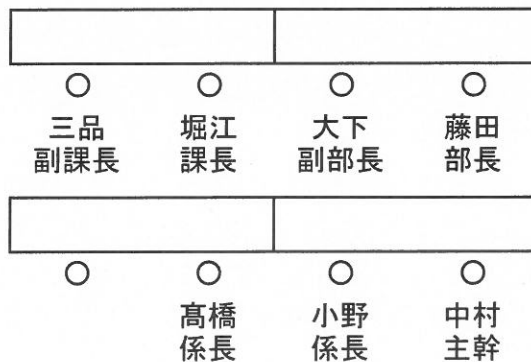 三品 堀江 大下 藤田
副課長 課長 副部長 部長
髙橋 小野 中村
係長 係長 主幹